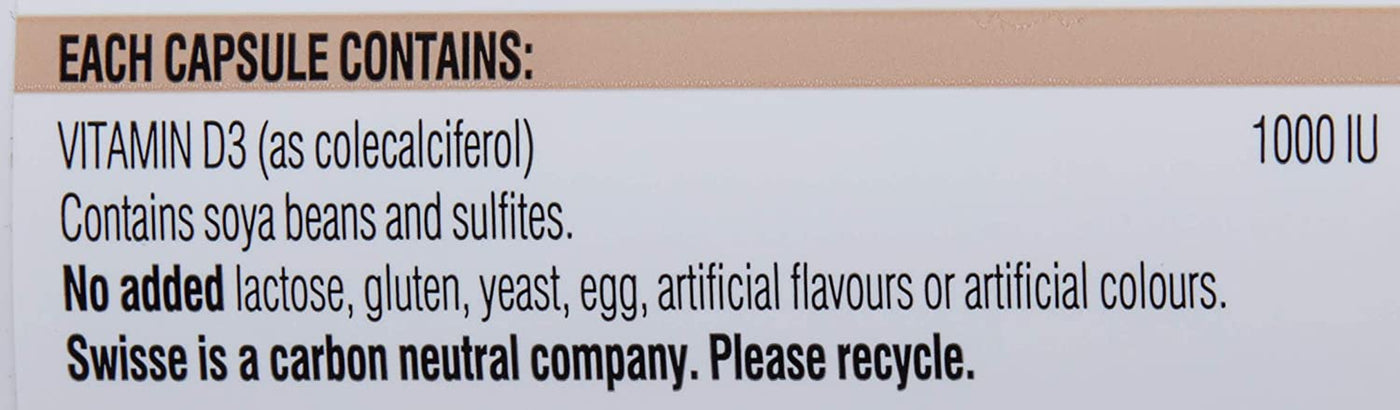 EACH CAPSULE CONTAINS:
VITAMIN D3 (as colecalciferol) 1000 IU
Contains soya beans and sulfites.
No added lactose, gluten, yeast, egg, artificial flavours or artificial colours.
Swisse is a carbon neutral company. Please recycle.